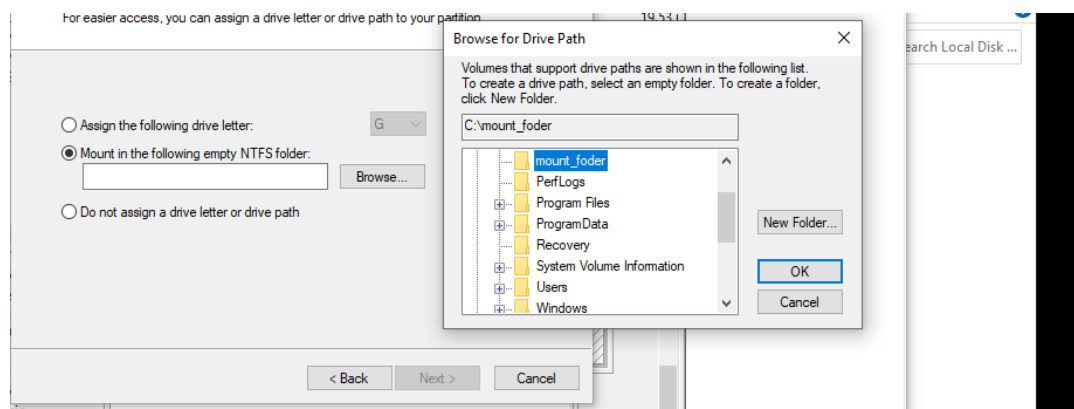 For easier access, you can assign a drive letter or drive path to your partition
19.53 G
Browse for Drive Path
earch Local Disk ...
Volumes that support drive paths are shown in the following list.
To create a drive path, select an empty folder. To create a folder,
click New Folder.
C:\mount_foder
Assign the following drive letter:
G
Mount in the following empty NTFS folder:
Browse...
Do not assign a drive letter or drive path
mount_foder
PerfLogs
Program Files
ProgramData
Recovery
System Volume Information
Users
Windows
New Folder...
OK
Cancel
< Back
Next >
Cancel